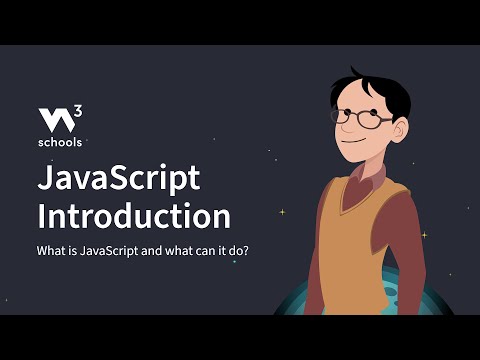 w3
schools
JavaScript
Introduction
What is JavaScript and what can it do?